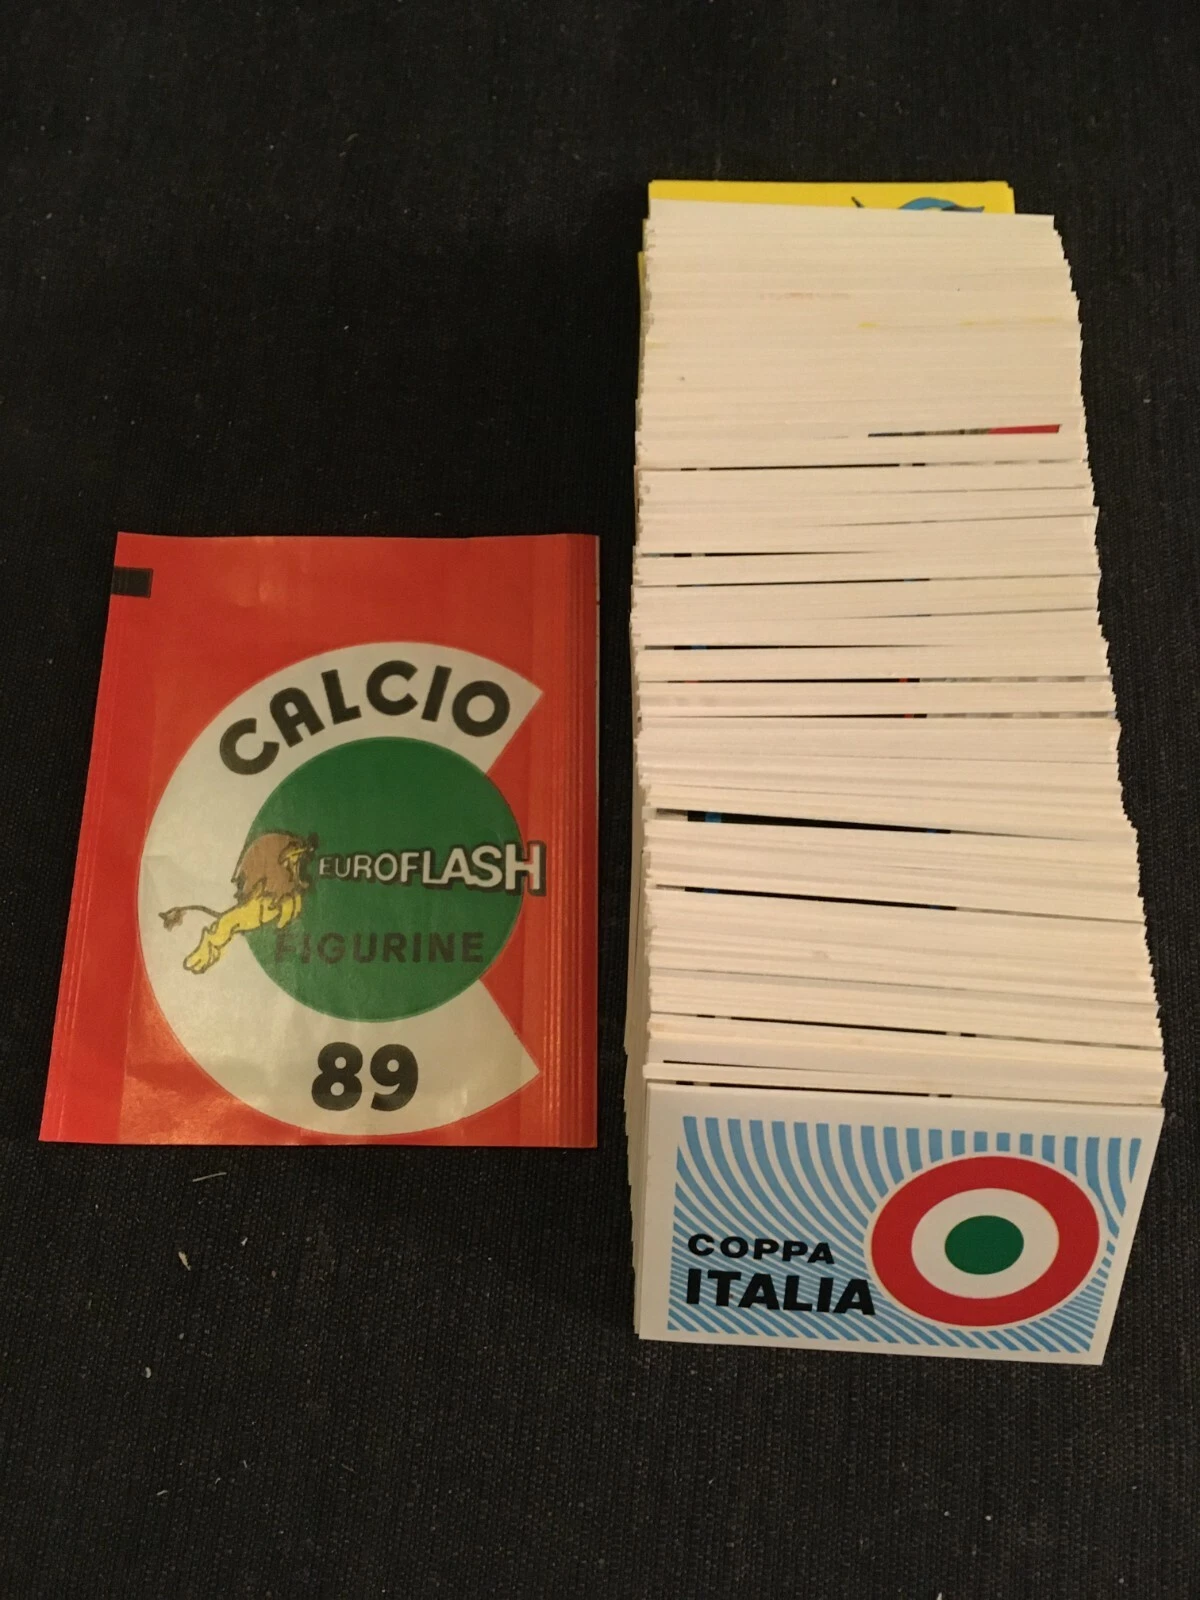 CALCIO
EUROFLASH
FIGURINE
89
COPPA
ITALIA